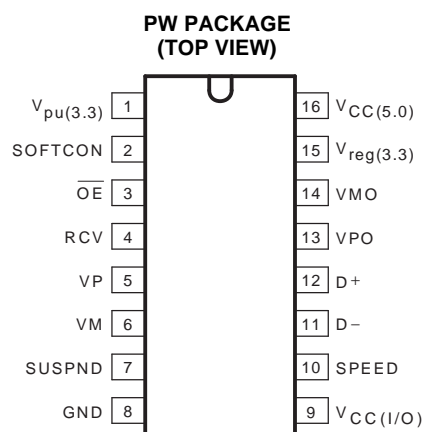 PW PACKAGE
(TOP VIEW)
Vpu(3.3) 1 16 VCC(5.0)
SOFTCON 2 15 Vreg(3.3)
O̅E̅ 3 14 VMO
RCV 4 13 VPO
VP 5 12 D+
VM 6 11 D−
SUSPND 7 10 SPEED
GND 8 9 VCC(I/O)